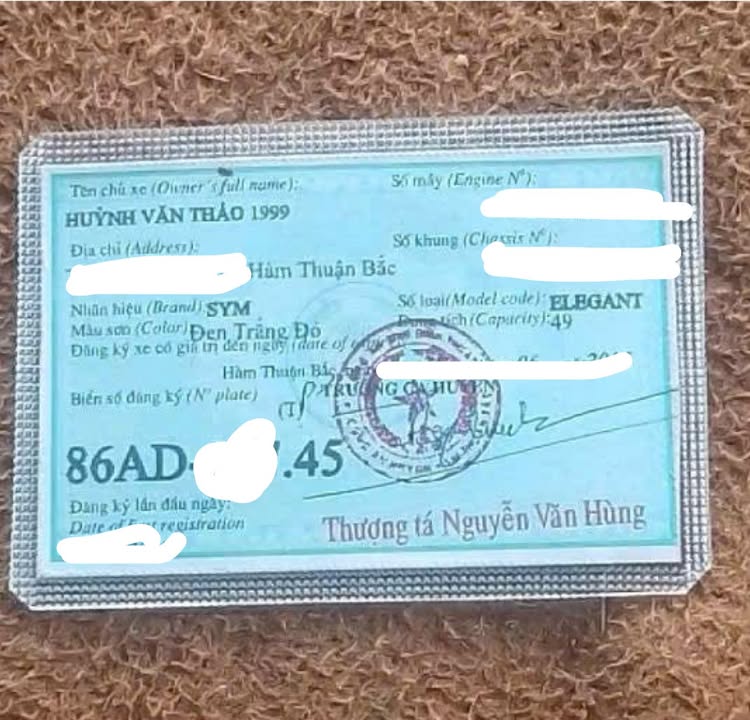 Tên chủ xe (Owner's full name):
HUỲNH VĂN THẢO 1999
Số máy (Engine Nº):
Địa chỉ (Address):
Hàm Thuận Bắc
Số khung (Chassis Nº):
Nhãn hiệu (Brand): SYM
Số loại (Model code): ELEGANT
Màu sơn (Color) Đen Trắng Đỏ
Dung tích (Capacity): 49
Đăng ký xe có giá trị đến ngày (date of
Hàm Thuận Bắc
Biển số đăng ký (Nº plate)
TRƯỞNG CA HUYỆN
86AD- .45
Đăng ký lần đầu ngày:
Date of first registration
Thượng tá Nguyễn Văn Hùng